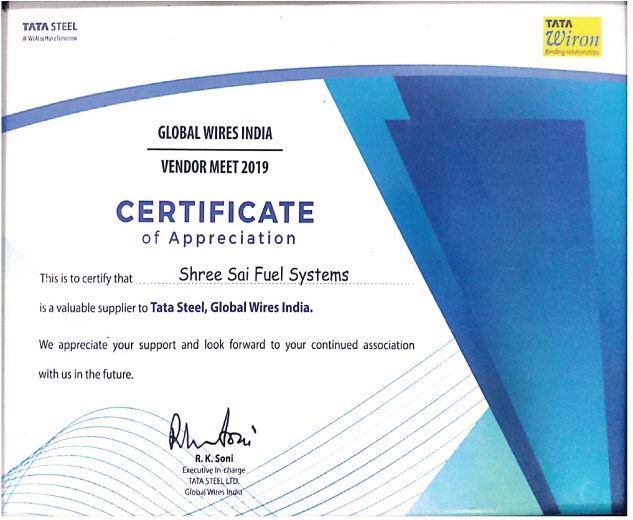 TATA STEEL
# WeAlsoMakeTomorrow
TATA
Wiron
Binding relationships
GLOBAL WIRES INDIA
VENDOR MEET 2019
CERTIFICATE
of Appreciation
This is to certify that Shree Sai Fuel Systems
is a valuable supplier to Tata Steel, Global Wires India.
We appreciate your support and look forward to your continued association
with us in the future.
R. K. Soni
Executive In-charge
TATA STEEL LTD.
Global Wires India